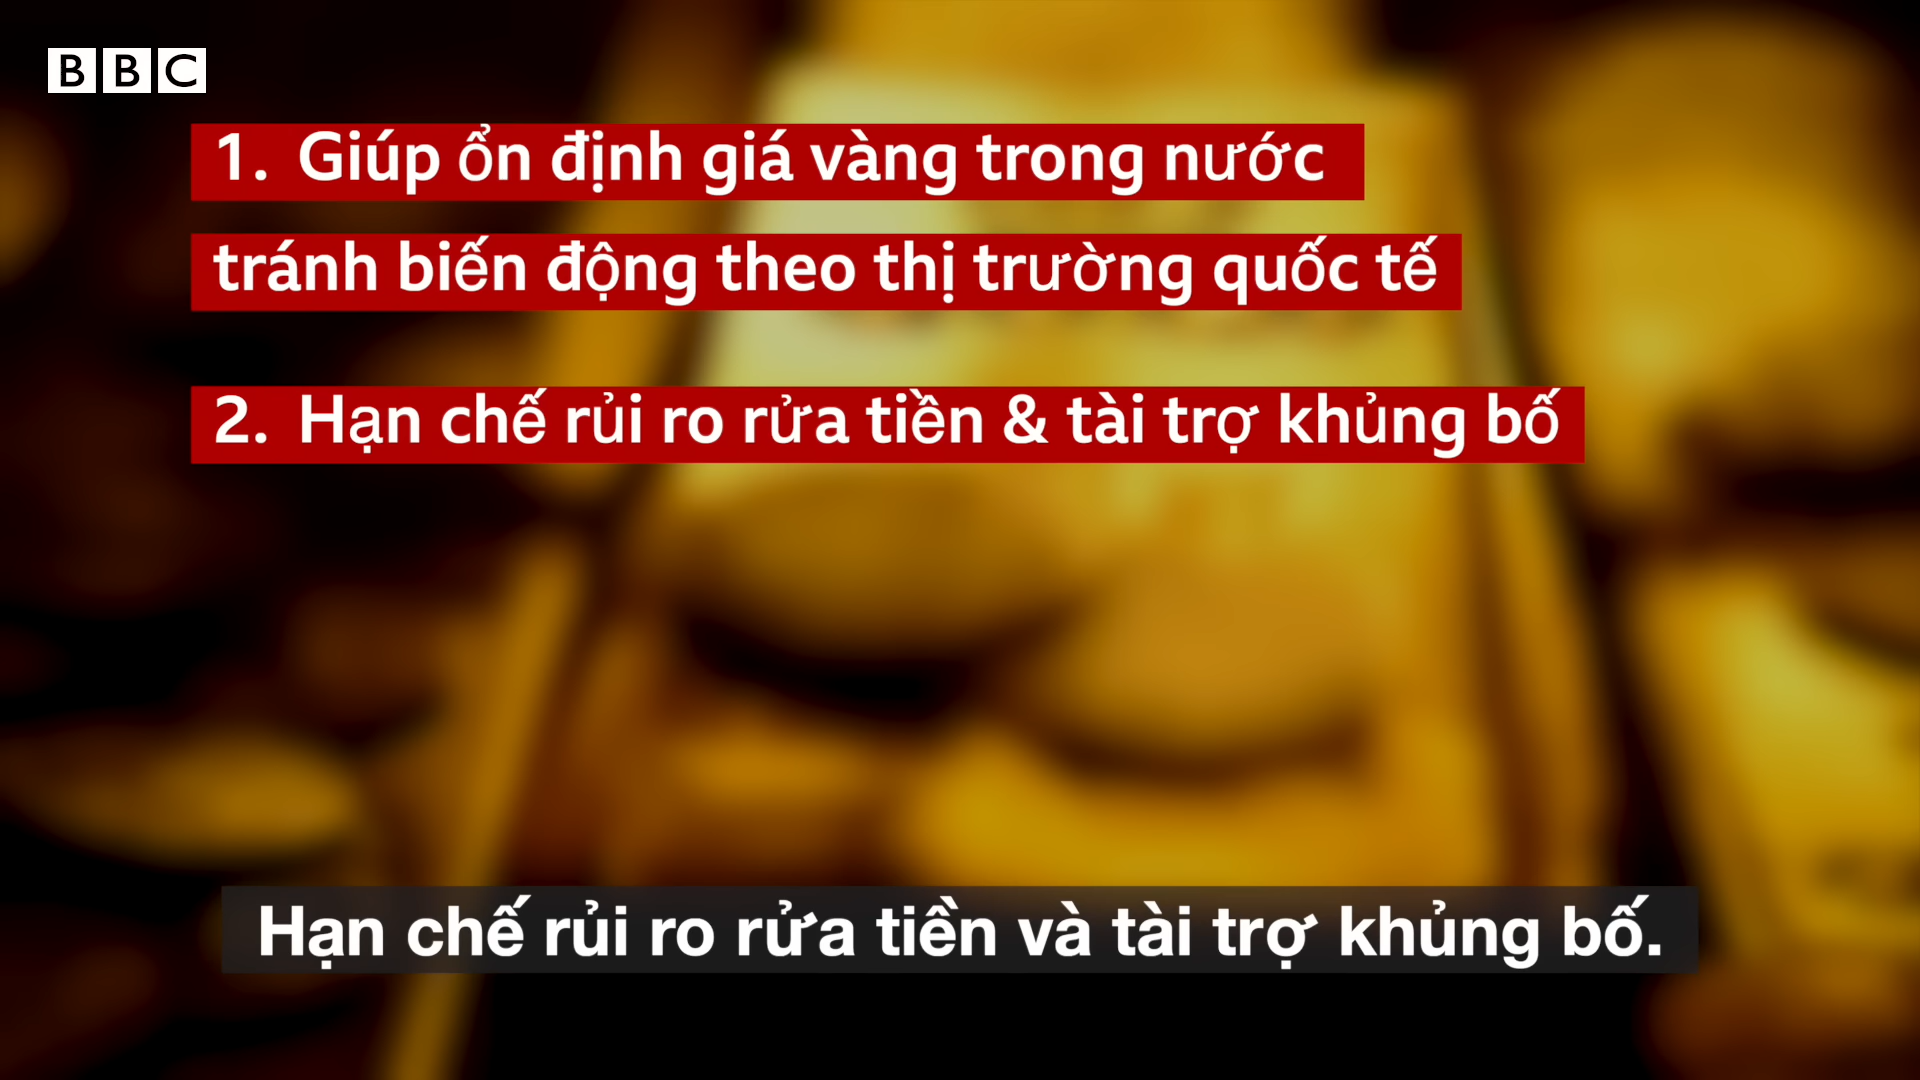 BBC
1. Giúp ổn định giá vàng trong nước
tránh biến động theo thị trường quốc tế
2. Hạn chế rủi ro rửa tiền & tài trợ khủng bố
Hạn chế rủi ro rửa tiền và tài trợ khủng bố.